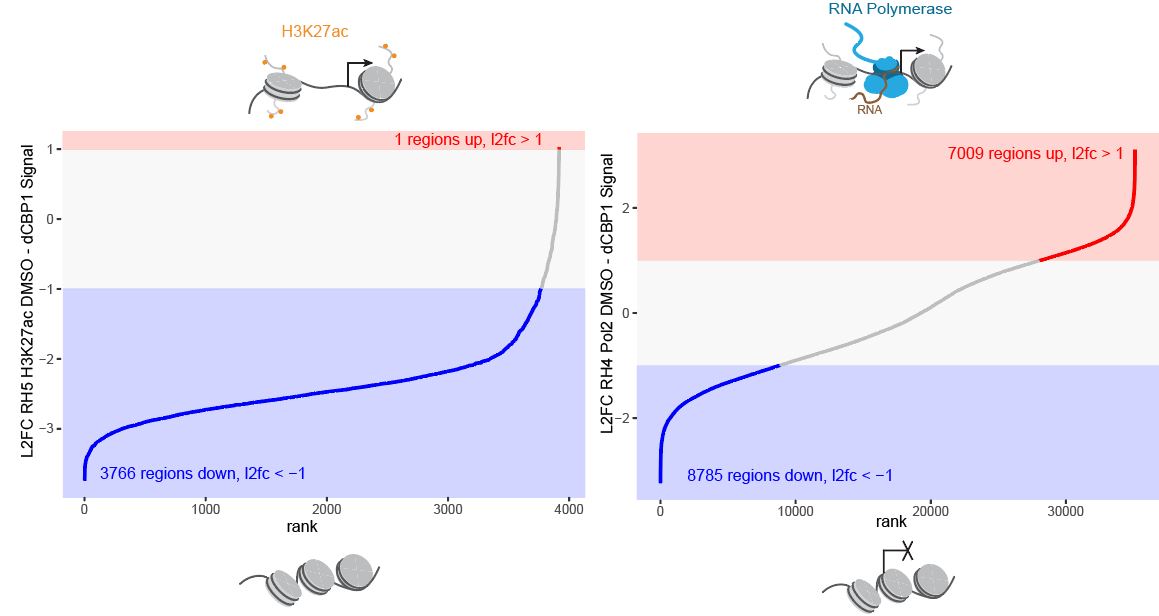 H3K27ac
RNA Polymerase
RNA
L2FC RH5 H3K27ac DMSO - dCBP1 Signal
1 regions up, l2fc > 1
1
0
−1
−2
−3
3766 regions down, l2fc < −1
0
1000
2000
3000
4000
rank
L2FC RH4 Pol2 DMSO - dCBP1 Signal
7009 regions up, l2fc > 1
2
0
−2
8785 regions down, l2fc < −1
0
10000
20000
30000
rank